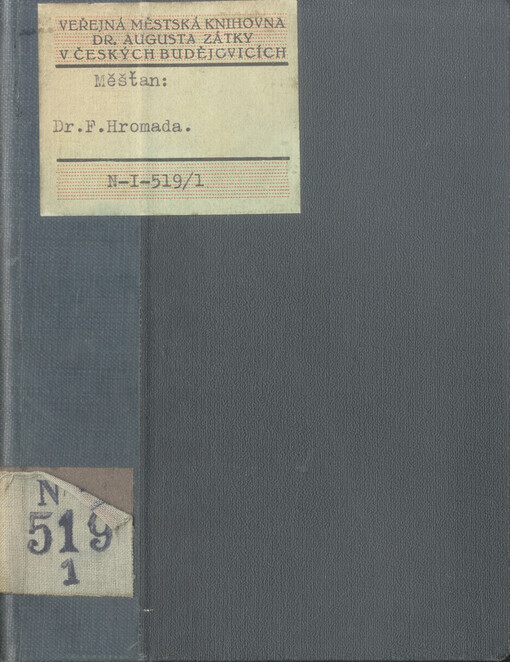 VEŘEJNÁ MĚSTSKÁ KNIHOVNA
DR. AUGUSTA ZÁTKY
V ČESKÝCH BUDĚJOVICÍCH
Měšťan:
Dr.F.Hromada.
N-I-519/1
N
519
1